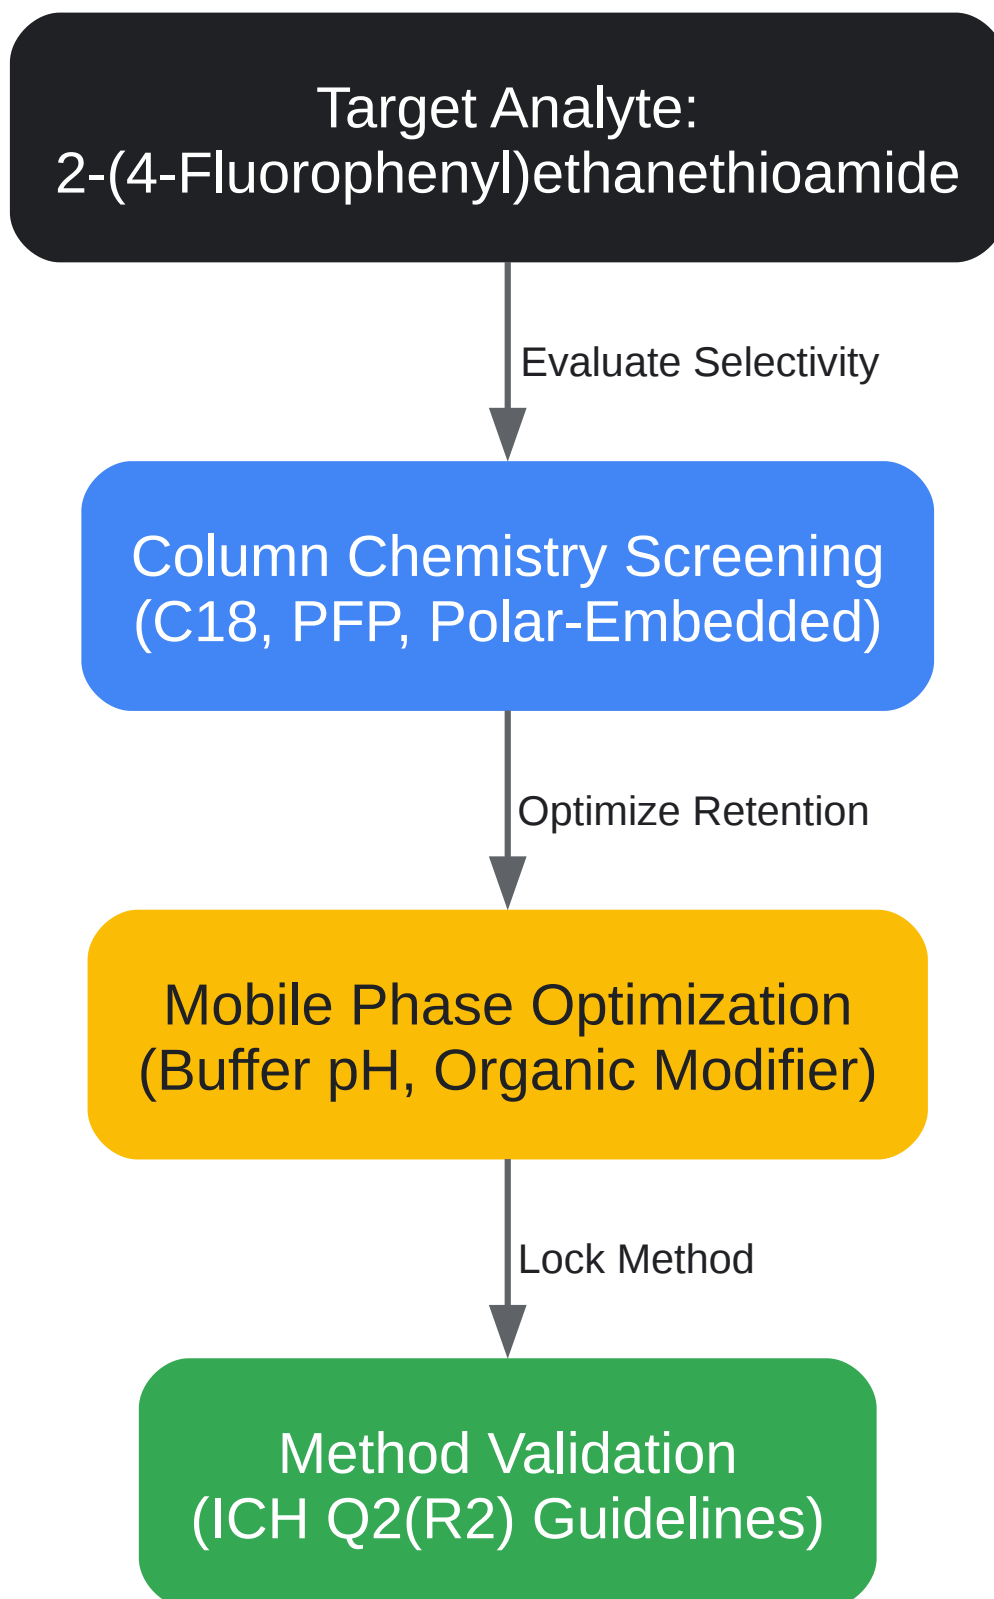 Target Analyte:
2-(4-Fluorophenyl)ethanethioamide
Evaluate Selectivity
Column Chemistry Screening
(C18, PFP, Polar-Embedded)
Optimize Retention
Mobile Phase Optimization
(Buffer pH, Organic Modifier)
Lock Method
Method Validation
(ICH Q2(R2) Guidelines)